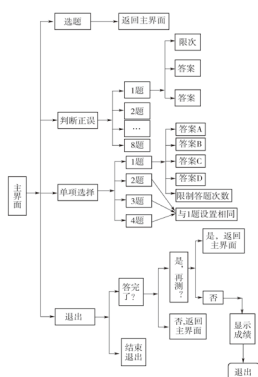 主界面
选题
返回主界面
判断正误
1题
限次
答案
答案
2题
…
8题
单项选择
1题
答案A
答案B
答案C
答案D
限制答题次数
2题
3题
4题
与1题设置相同
退出
答完
了?
是,再测?
是，返回
主界面
否
显示
成绩
退出
否,返回
主界面
结束
退出